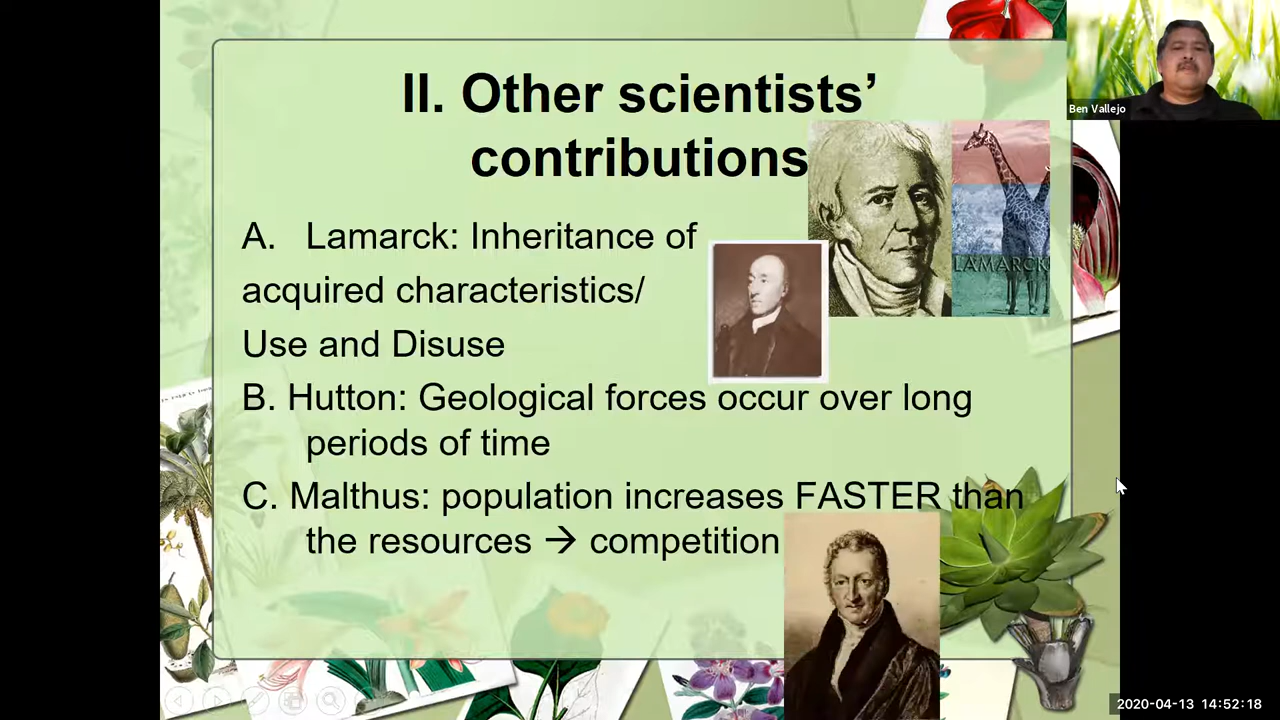 II. Other scientists’
contributions
Ben Vallejo
LAMARCK
A. Lamarck: Inheritance of
acquired characteristics/
Use and Disuse
B. Hutton: Geological forces occur over long
periods of time
C. Malthus: population increases FASTER than
the resources → competition
2020-04-13 14:52:18